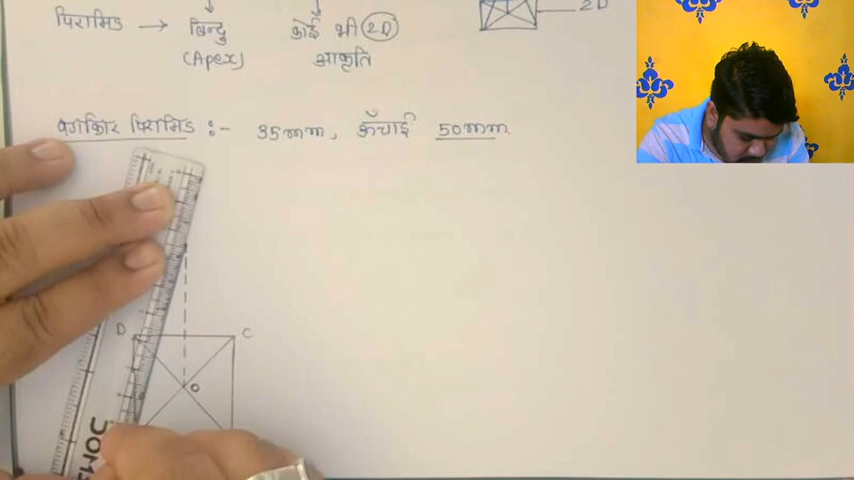 पिरामिड → बिन्दु कोई भी 2D 2D
(Apex) आकृति
वर्गाकार पिरामिड :- 35mm, ऊँचाई 50mm.
D C
O